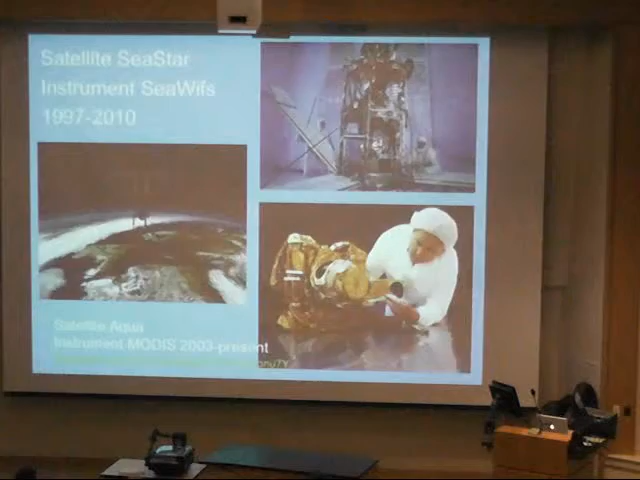 Satellite SeaStar
Instrument SeaWifs
1997-2010
Satellite Aqua
Instrument MODIS 2003-present